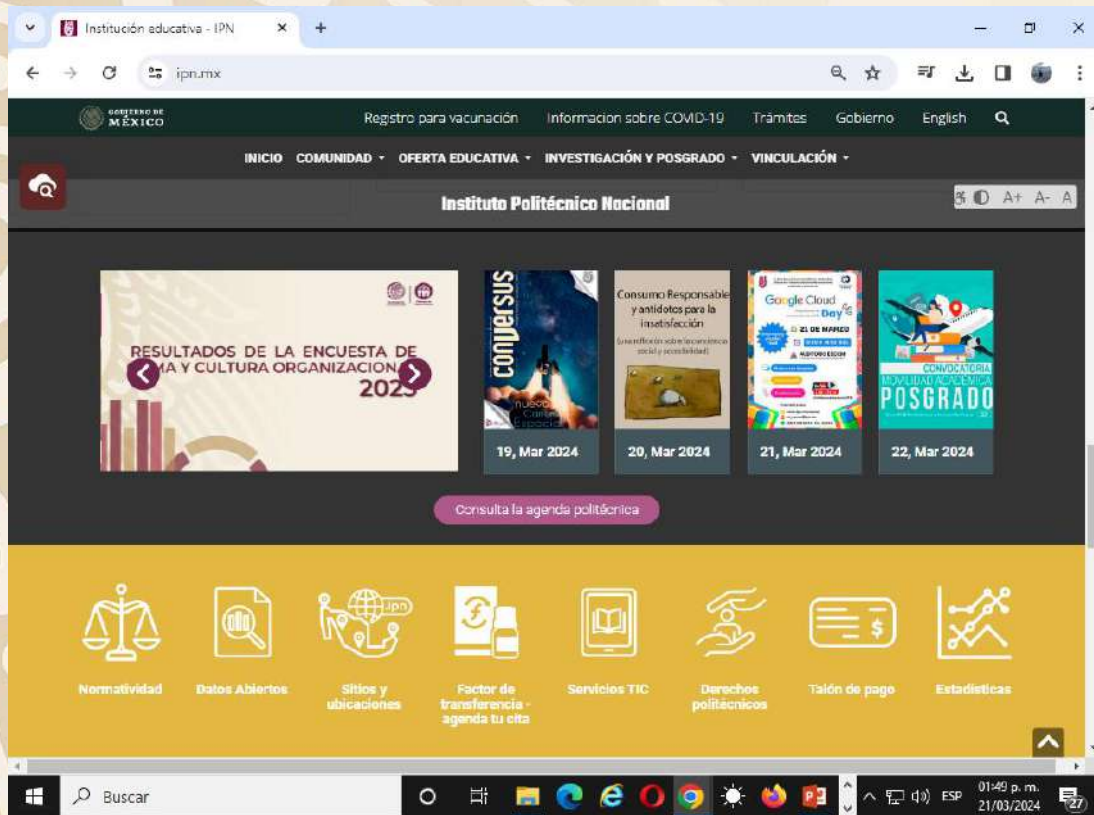 Institución educativa - IPN
ipn.mx
GOBIERNO DE
MÉXICO
Registro para vacunación
Informacion sobre COVID-19
Trámites
Gobierno
English
INICIO
COMUNIDAD
OFERTA EDUCATIVA
INVESTIGACIÓN Y POSGRADO
VINCULACIÓN
Instituto Politécnico Nacional
A+ A- A
RESULTADOS DE LA ENCUESTA DE
MA Y CULTURA ORGANIZACION
2023
conversus
Consumo Responsable
y antídotos para la
insatisfacción
Google Cloud
Day
21 DE MARZO
CONVOCATORIA
MOVILIDAD ACADÉMICA
POSGRADO
19, Mar 2024
20, Mar 2024
21, Mar 2024
22, Mar 2024
Consulta la agenda politécnica
ipn
Normatividad
Datos Abiertos
Sitios y
ubicaciones
Factor de
transferencia -
agenda tu cita
Servicios TIC
Derechos
politécnicos
Talón de pago
Estadísticas
Buscar
ESP
01:49 p. m.
21/03/2024
27